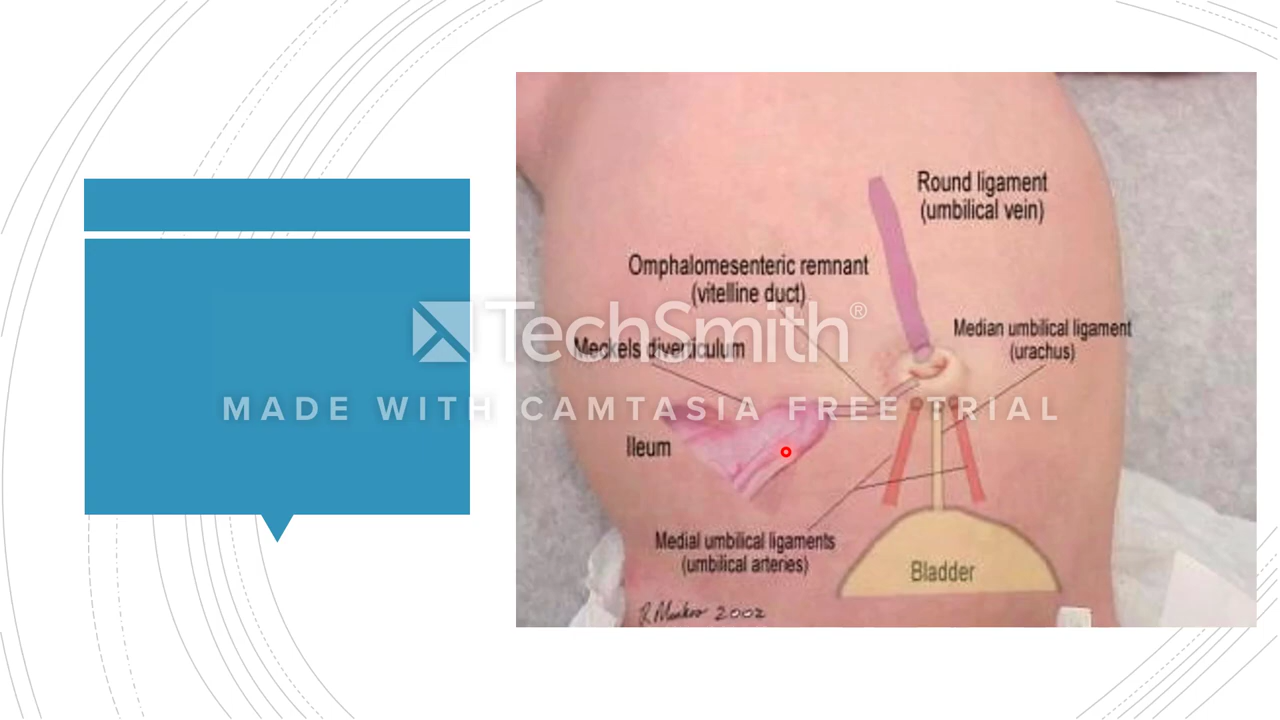 Round ligament
(umbilical vein)
Omphalomesenteric remnant
(vitelline duct)
Median umbilical ligament
(urachus)
TechSmith®
Meckels diverticulum
MADE WITH CAMTASIA FREE TRIAL
Ileum
Medial umbilical ligaments
(umbilical arteries)
Bladder
2002